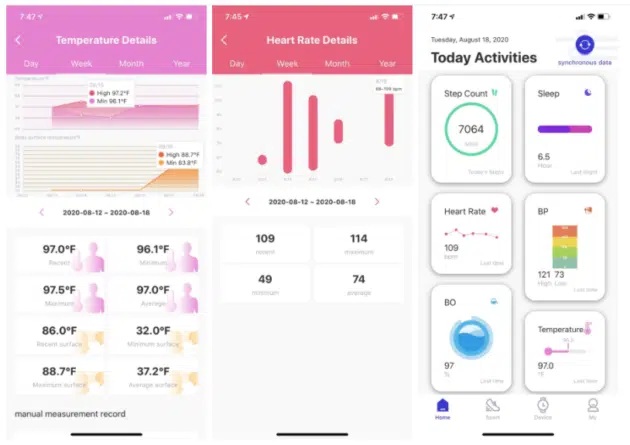 7:47
Temperature Details
Day Week Month Year
High 97.2°F
Min 96.1°F
High 88.7°F
Min 83.8°F
2020-08-12 ~ 2020-08-18
97.0°F 96.1°F
Recent Minimum
97.5°F 97.0°F
Maximum Average
86.0°F 32.0°F
Recent surface Minimum surface
88.7°F 37.2°F
Maximum surface Average surface
manual measurement record
7:45
Heart Rate Details
Day Week Month Year
2020-08-12 ~ 2020-08-18
109 114
recent maximum
49 74
minimum average
7:47
Tuesday, August 18, 2020
Today Activities
synchronous data
Step Count
7064
Today's Steps
Sleep
6.5
Hour
Last Night
Heart Rate
109
bpm
Last time
BP
121 73
High Low
Last time
BO
97
%
Last time
Temperature
97.0
°F
Last time
Home Sport Device My